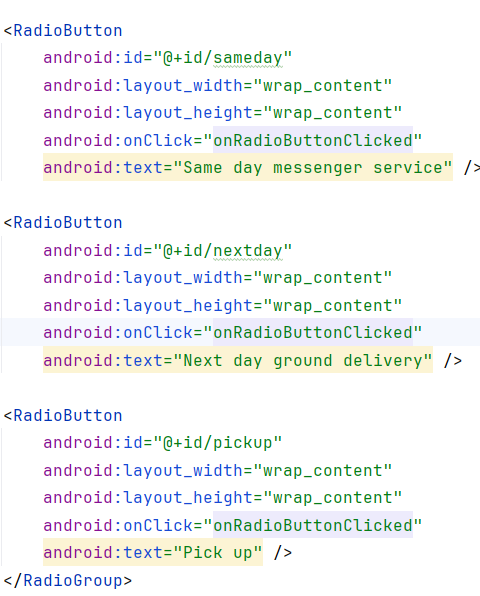 <RadioButton
android:id="@+id/sameday"
android:layout_width="wrap_content"
android:layout_height="wrap_content"
android:onClick="onRadioButtonClicked"
android:text="Same day messenger service" />
<RadioButton
android:id="@+id/nextday"
android:layout_width="wrap_content"
android:layout_height="wrap_content"
android:onClick="onRadioButtonClicked"
android:text="Next day ground delivery" />
<RadioButton
android:id="@+id/pickup"
android:layout_width="wrap_content"
android:layout_height="wrap_content"
android:onClick="onRadioButtonClicked"
android:text="Pick up" />
</RadioGroup>